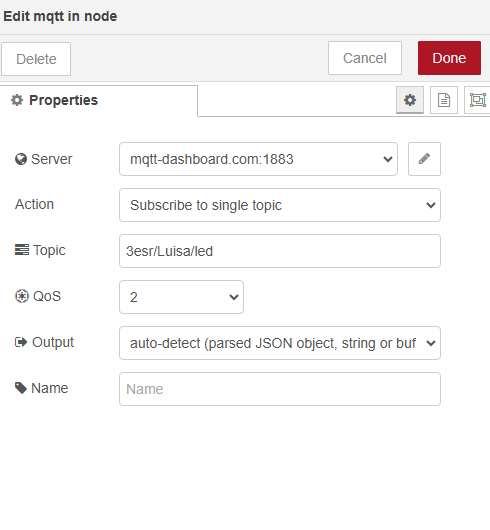 Edit mqtt in node
Delete
Cancel
Done
Properties
Server
mqtt-dashboard.com:1883
Action
Subscribe to single topic
Topic
3esr/Luisa/led
QoS
2
Output
auto-detect (parsed JSON object, string or buf
Name
Name